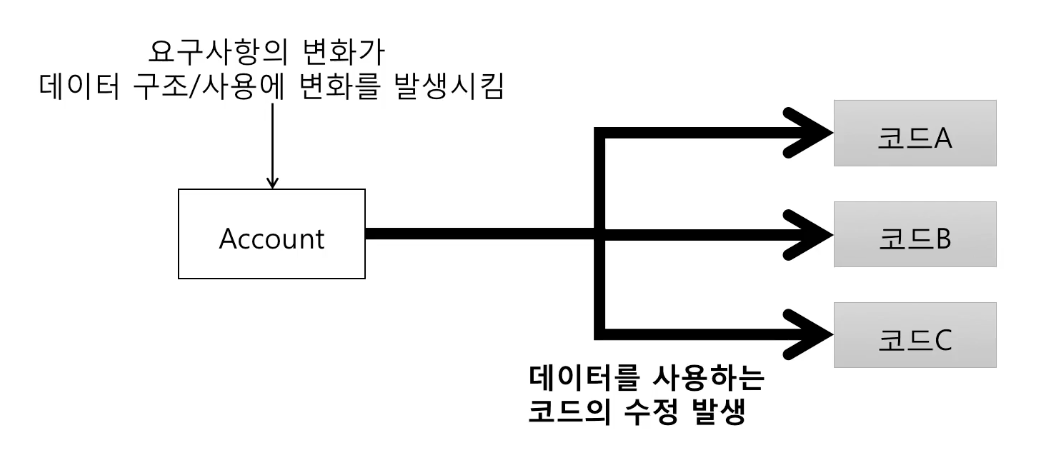 요구사항의 변화가
데이터 구조/사용에 변화를 발생시킴
Account
코드A
코드B
코드C
데이터를 사용하는
코드의 수정 발생